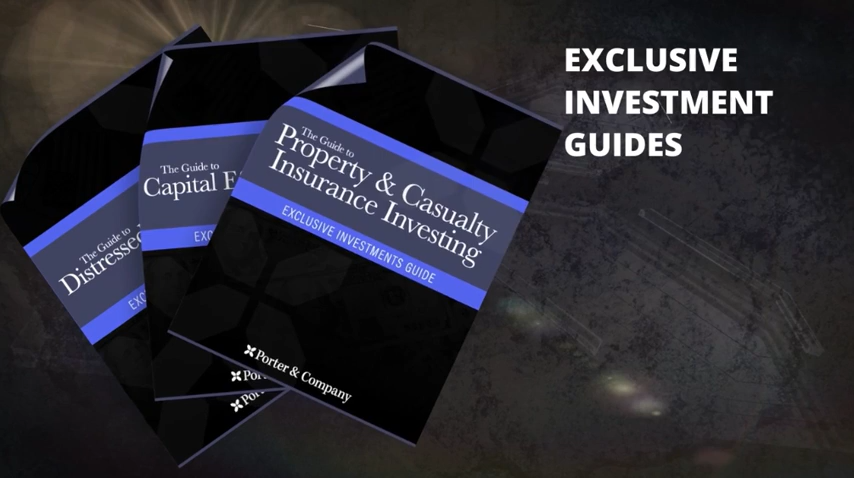 EXCLUSIVE
INVESTMENT
GUIDES
The Guide to
Property & Casualty
Insurance Investing
EXCLUSIVE INVESTMENTS GUIDE
Porter & Company
The Guide to
Capital
The Guide to